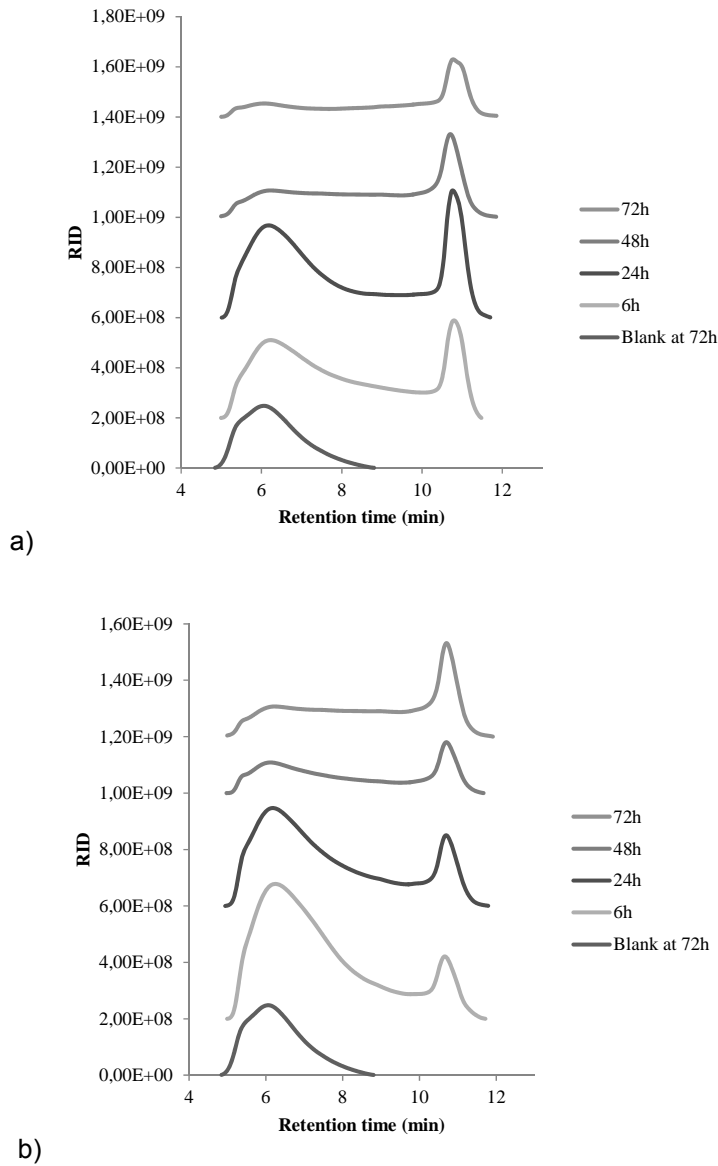 1,80E+09
1,60E+09
1,40E+09
1,20E+09
1,00E+09
8,00E+08
6,00E+08
4,00E+08
2,00E+08
0,00E+00
RID
4 6 8 10 12
Retention time (min)
72h
48h
24h
6h
Blank at 72h
a)
1,60E+09
1,40E+09
1,20E+09
1,00E+09
8,00E+08
6,00E+08
4,00E+08
2,00E+08
0,00E+00
RID
4 6 8 10 12
Retention time (min)
72h
48h
24h
6h
Blank at 72h
b)